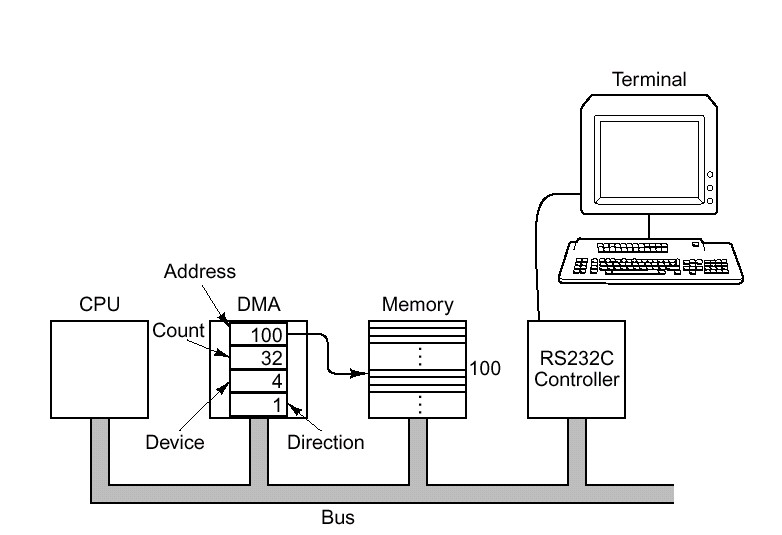 Terminal
Address
CPU
DMA
Memory
Count
100
32
4
1
100
RS232C
Controller
Device
Direction
Bus